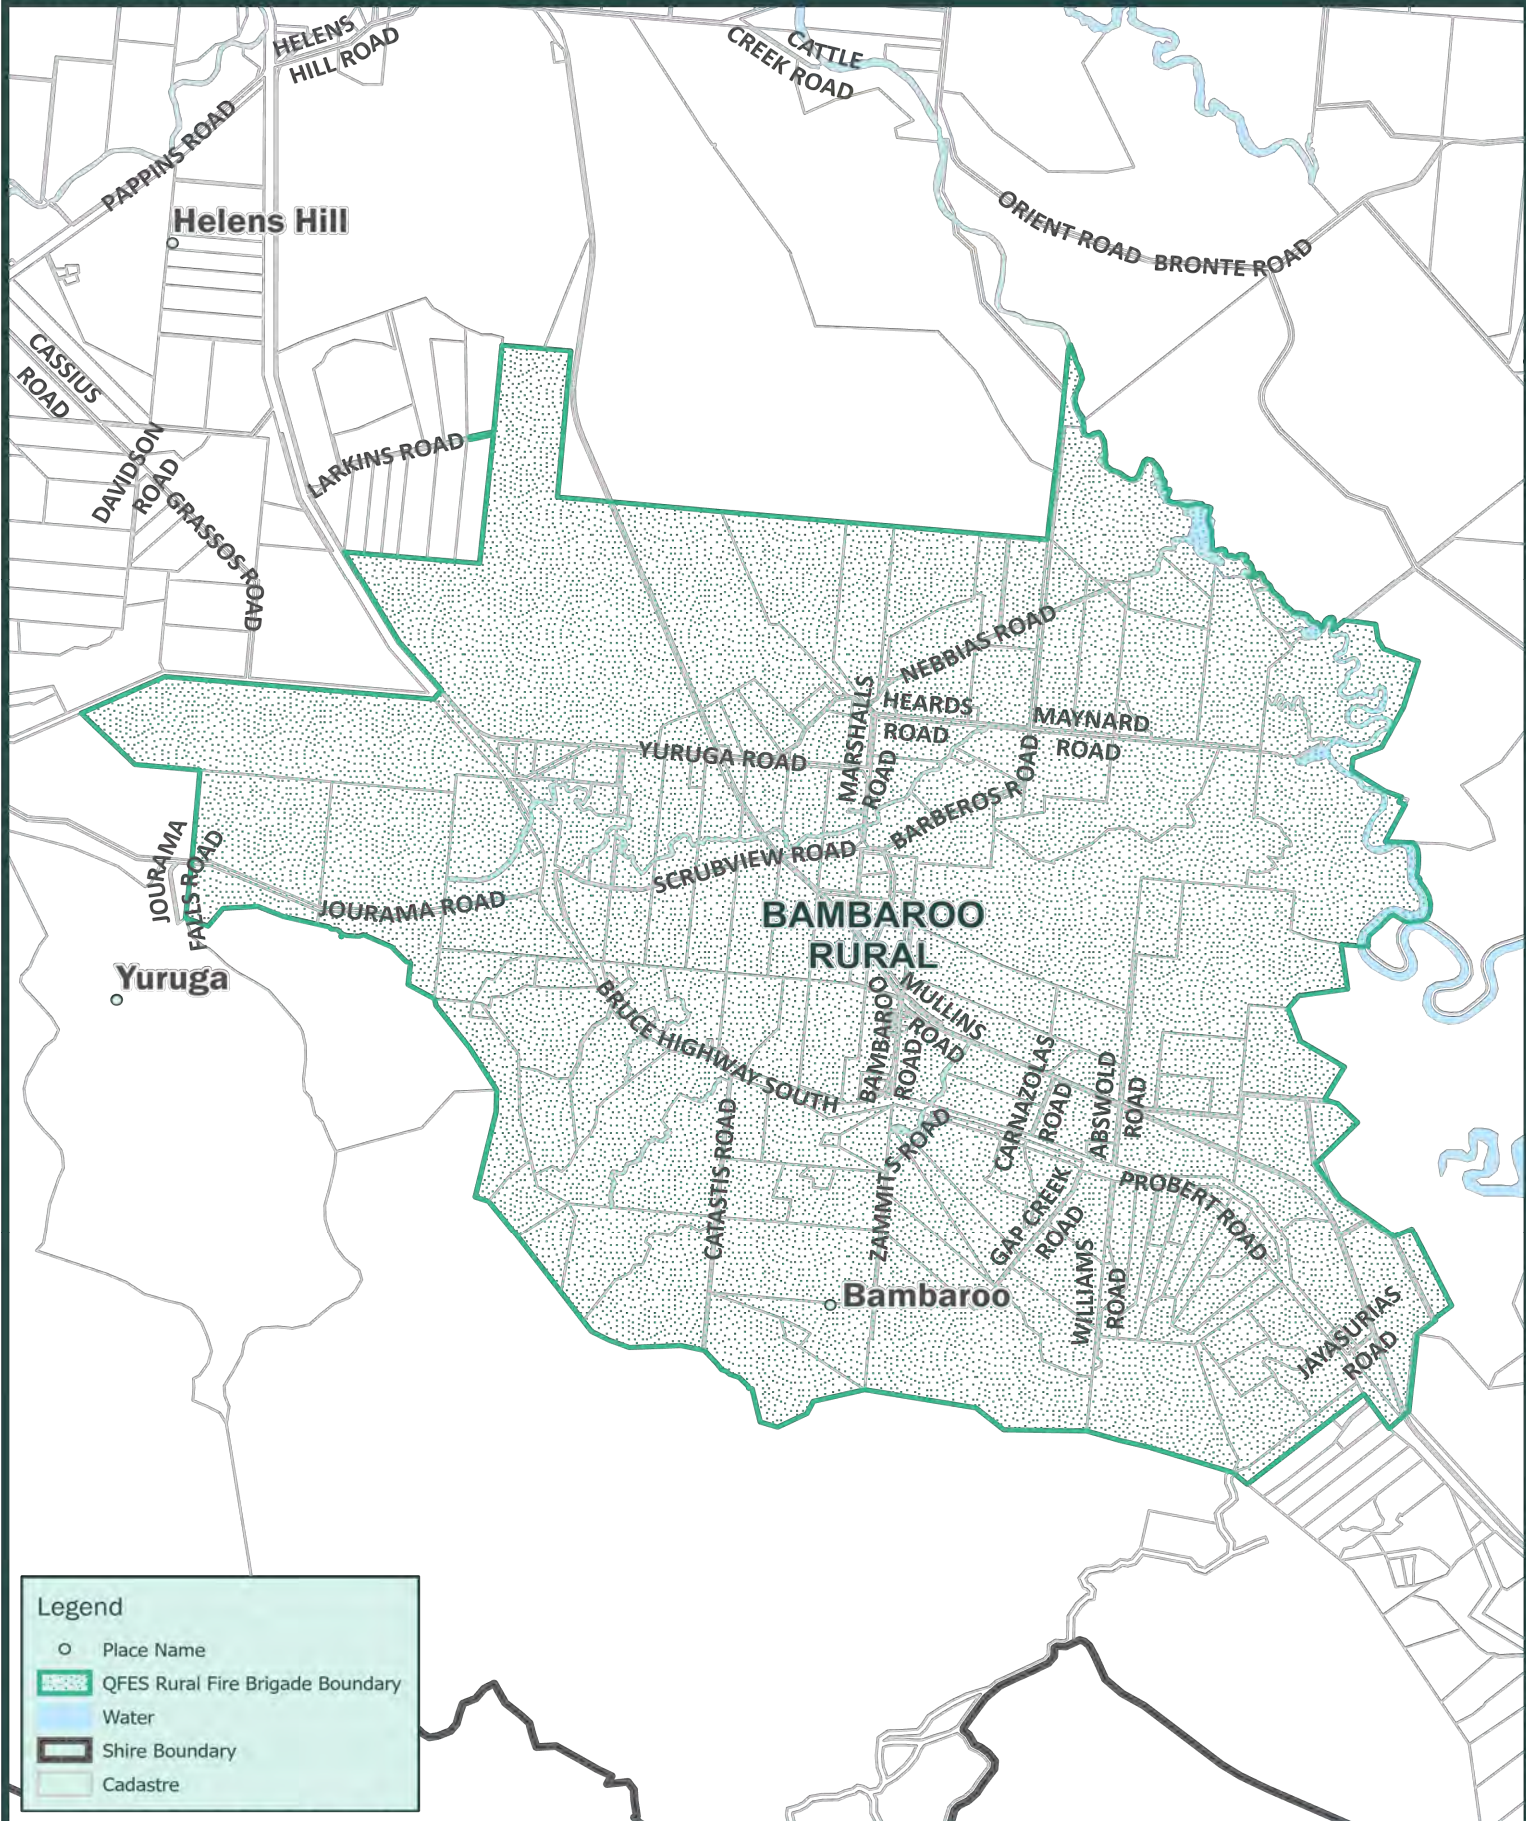 HELENS
HILL ROAD
CATTLE
CREEK ROAD
PAPPINS ROAD
Helens Hill
ORIENT ROAD
BRONTE ROAD
CASSIUS
ROAD
LARKINS ROAD
DAVIDSON
ROAD
GRASSOS ROAD
NEBBIAS ROAD
MARSHALLS
ROAD
HEARDS
ROAD
MAYNARD
ROAD
YURUGA ROAD
BARBEROS ROAD
SCRUBVIEW ROAD
JOURAMA
FALLS ROAD
JOURAMA ROAD
BAMBAROO
RURAL
Yuruga
BRUCE HIGHWAY SOUTH
BAMBAROO
ROAD
MULLINS
ROAD
CARNAZOLAS
ROAD
ABSWOLD
ROAD
CATASTIS ROAD
ZAMMITS ROAD
GAP CREEK
ROAD
PROBERT ROAD
WILLIAMS
ROAD
Bambaroo
JAYASURIAS
ROAD
Legend
Place Name
QFES Rural Fire Brigade Boundary
Water
Shire Boundary
Cadastre